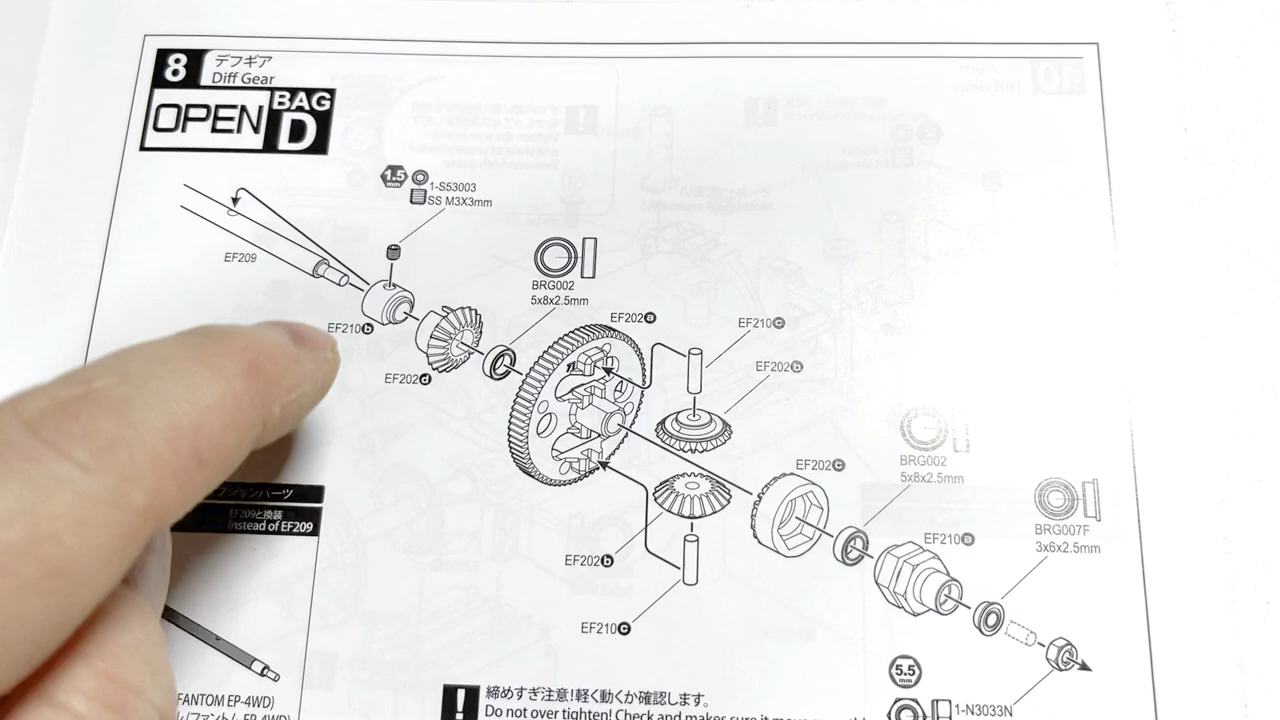 8
デフギア
Diff Gear
OPEN BAG D
1.5 mm
1-S53003
SS M3X3mm
EF209
BRG002
5x8x2.5mm
EF210b
EF202a
EF210c
EF202b
EF202d
EF202c
BRG002
5x8x2.5mm
BRG007F
3x6x2.5mm
EF210a
EF202b
EF210c
EF209と換装
Instead of EF209
FANTOM EP-4WD)
5.5 mm
1-N3033N
! 締めすぎ注意!軽く動くか確認します。
Do not over tighten! Check and makes sure it